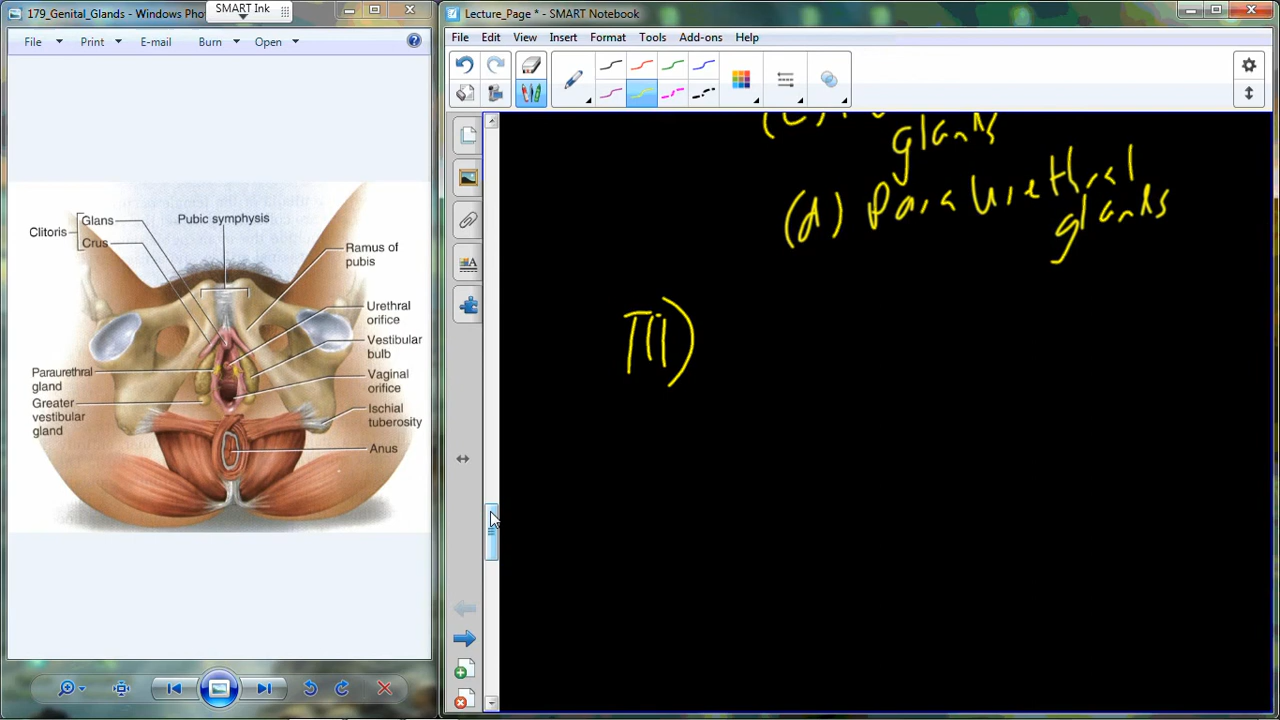 179_Genital_Glands - Windows Pho
SMART Ink
File Print E-mail Burn Open
Clitoris
Glans
Crus
Pubic symphysis
Ramus of
pubis
Urethral
orifice
Vestibular
bulb
Vaginal
orifice
Ischial
tuberosity
Anus
Paraurethral
gland
Greater
vestibular
gland
Lecture_Page * - SMART Notebook
File Edit View Insert Format Tools Add-ons Help
glands
(d) Paraurethral
glands
III)